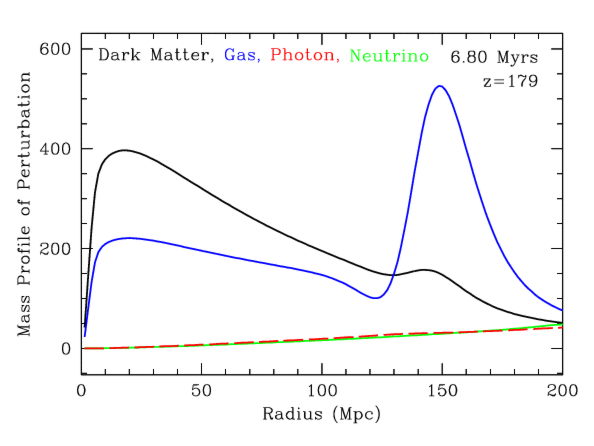 600
Dark Matter, Gas, Photon, Neutrino 6.80 Myrs
z=179
400
200
0
Mass Profile of Perturbation
0 50 100 150 200
Radius (Mpc)